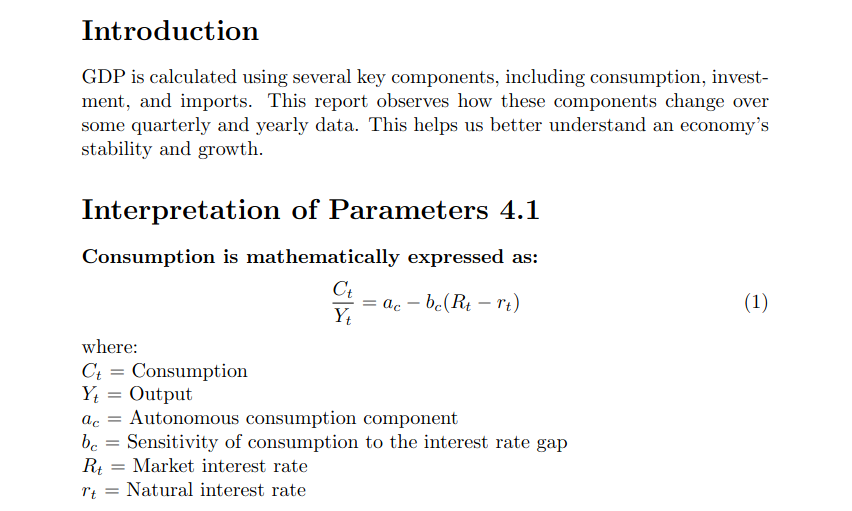 Introduction
GDP is calculated using several key components, including consumption, invest-
ment, and imports. This report observes how these components change over
some quarterly and yearly data. This helps us better understand an economy's
stability and growth.
Interpretation of Parameters 4.1
Consumption is mathematically expressed as:
C_t/Y_t = a_c − b_c(R_t − r_t) (1)
where:
C_t = Consumption
Y_t = Output
a_c = Autonomous consumption component
b_c = Sensitivity of consumption to the interest rate gap
R_t = Market interest rate
r_t = Natural interest rate